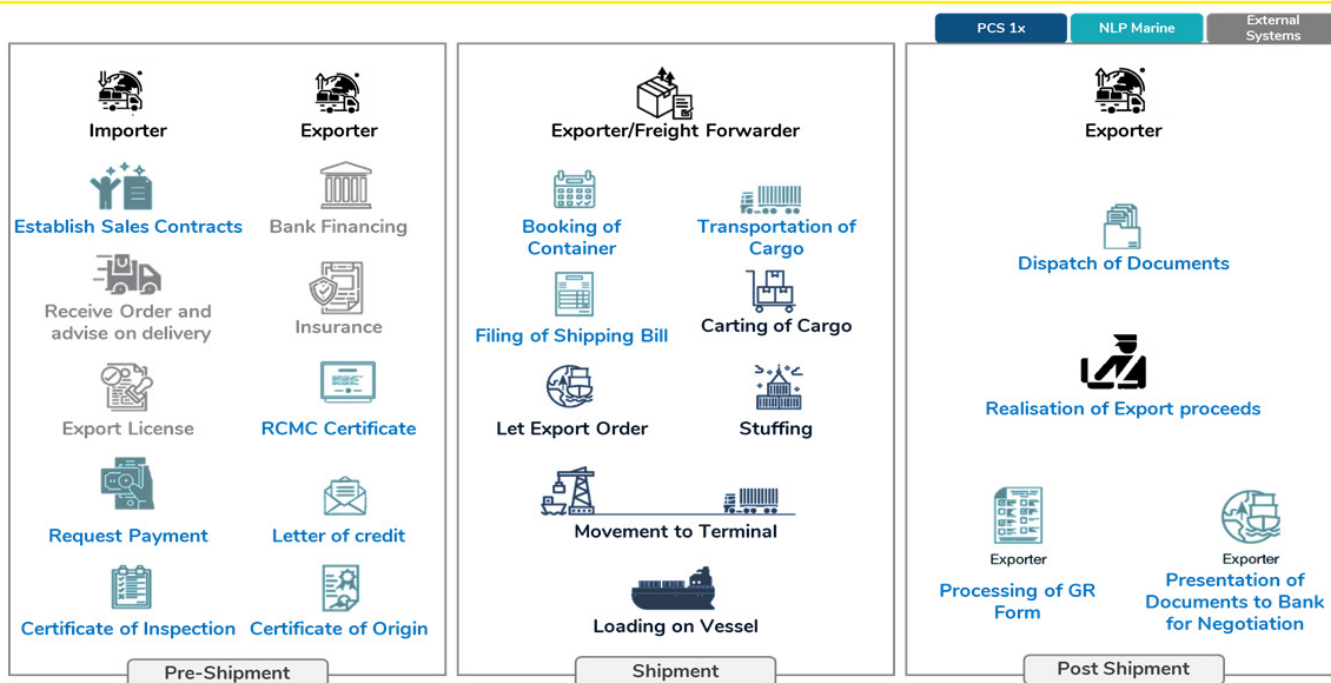 PCS 1x
NLP Marine
External
Systems
Importer
Exporter
Establish Sales Contracts
Bank Financing
Receive Order and
advise on delivery
Insurance
Export License
RCMC Certificate
Request Payment
Letter of credit
Certificate of Inspection
Certificate of Origin
Pre-Shipment
Exporter/Freight Forwarder
Booking of
Container
Transportation of
Cargo
Filing of Shipping Bill
Carting of Cargo
Let Export Order
Stuffing
Movement to Terminal
Loading on Vessel
Shipment
Exporter
Dispatch of Documents
Realisation of Export proceeds
Exporter
Processing of GR
Form
Exporter
Presentation of
Documents to Bank
for Negotiation
Post Shipment